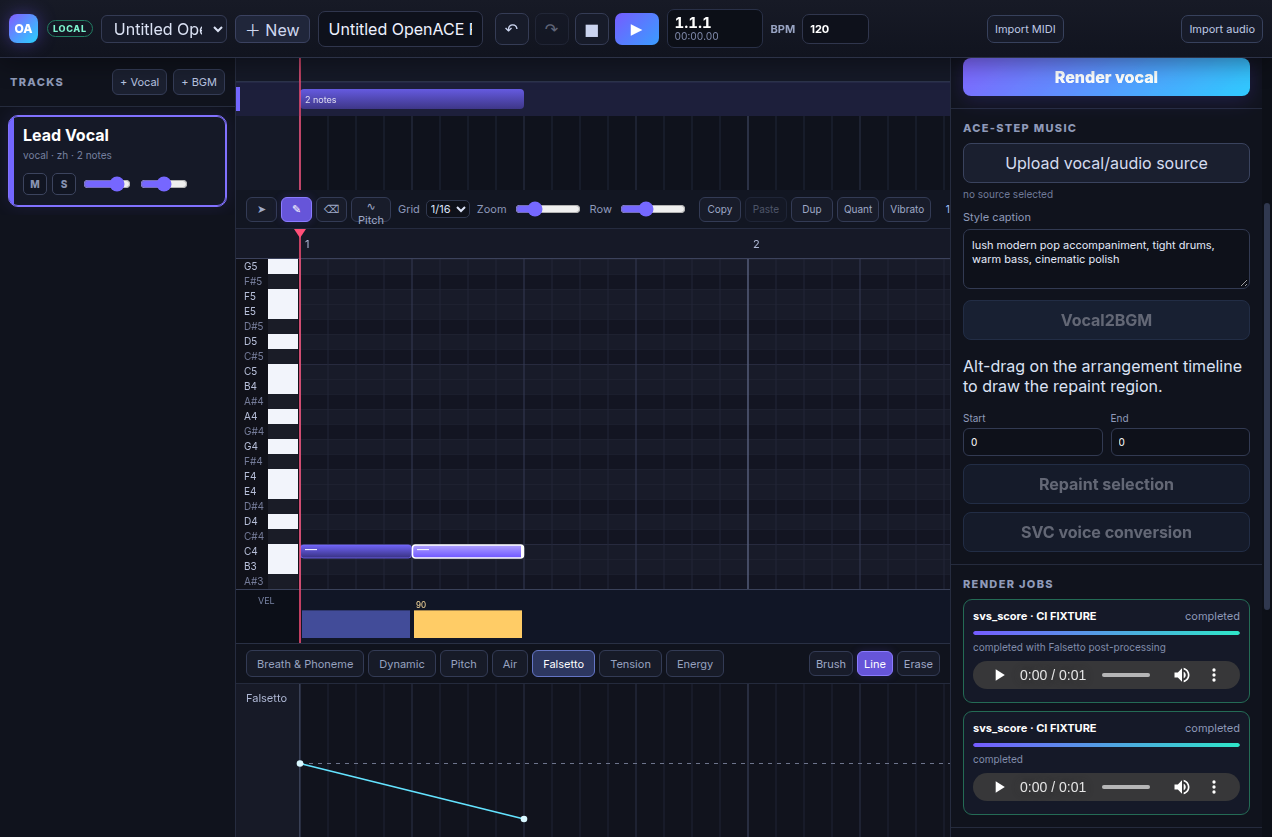 OA
LOCAL
Untitled Ope
+ New
Untitled OpenACE
1.1.1
00:00.00
BPM
120
Import MIDI
Import audio
TRACKS
+ Vocal
+ BGM
Lead Vocal
vocal · zh · 2 notes
M
S
2 notes
Pitch
Grid
1/16
Zoom
Row
Copy
Paste
Dup
Quant
Vibrato
1
1
2
G5
F#5
F5
E5
D#5
D5
C#5
C5
B4
A#4
A4
G#4
G4
F#4
F4
E4
D#4
D4
C#4
C4
B3
A#3
VEL
90
Breath & Phoneme
Dynamic
Pitch
Air
Falsetto
Tension
Energy
Brush
Line
Erase
Falsetto
Render vocal
ACE-STEP MUSIC
Upload vocal/audio source
no source selected
Style caption
lush modern pop accompaniment, tight drums,
warm bass, cinematic polish
Vocal2BGM
Alt-drag on the arrangement timeline
to draw the repaint region.
Start
End
0
0
Repaint selection
SVC voice conversion
RENDER JOBS
svs_score · CI FIXTURE
completed
completed with Falsetto post-processing
0:00 / 0:01
svs_score · CI FIXTURE
completed
completed
0:00 / 0:01